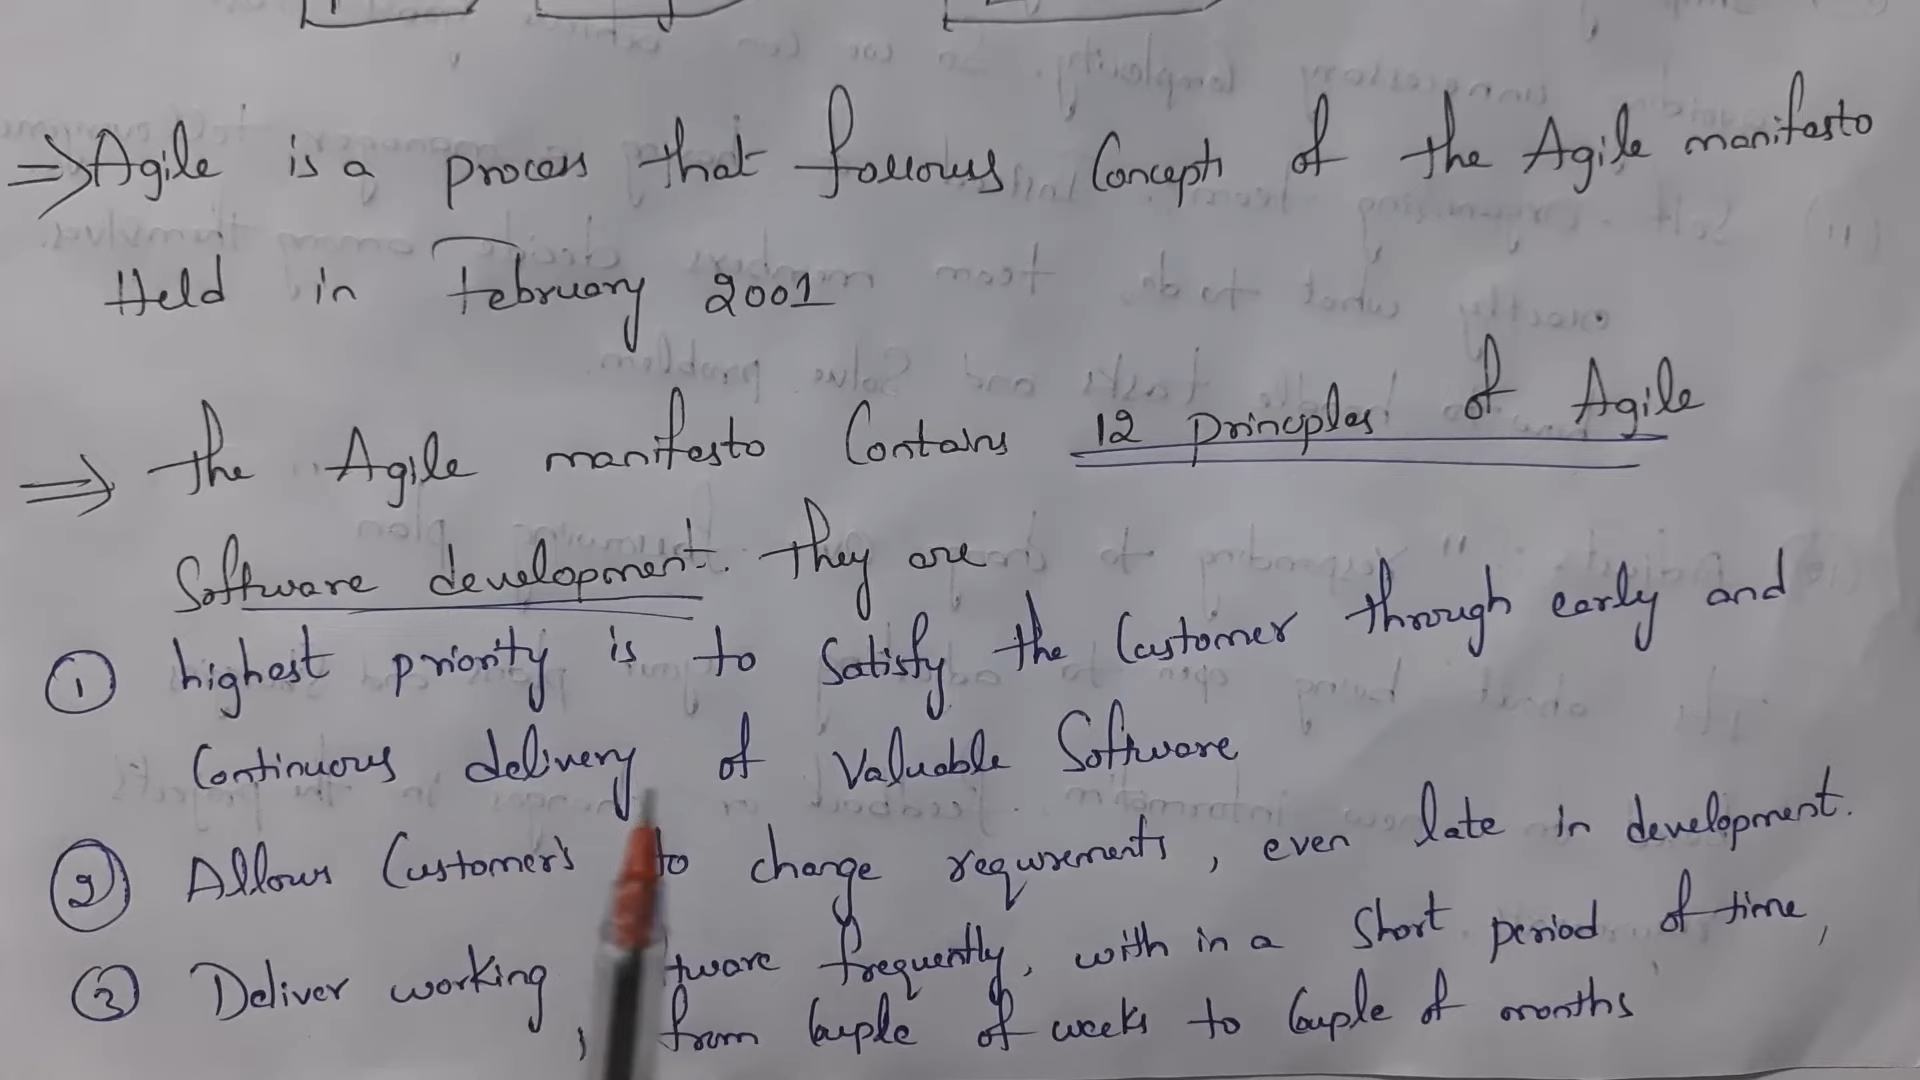 ⇒ Agile is a process that follows Concepts of the Agile manifesto
Held in February 2001
⇒ the Agile manifesto Contains 12 principles of Agile
Software development. They are
① highest priority is to satisfy the Customer through early and
Continuous delivery of Valuable Software
② Allows Customer's to change requirements, even late in development.
③ Deliver working tware frequently, with in a short period of time,
from couple of weeks to couple of months